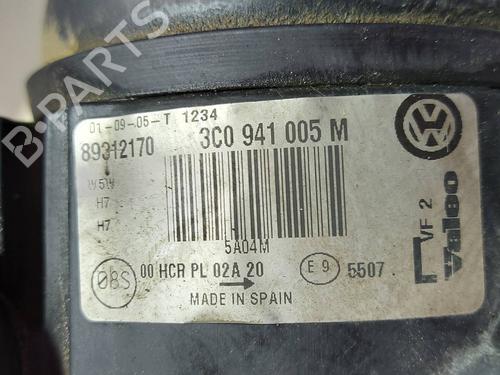 01-09-05-T 1234
89312170 3C0 941 005 M
W5W
H7
H7
5A04M
VF 2
Valeo
08S 00 HCR PL 02A 20 E 9 5507
MADE IN SPAIN
B-PARTS